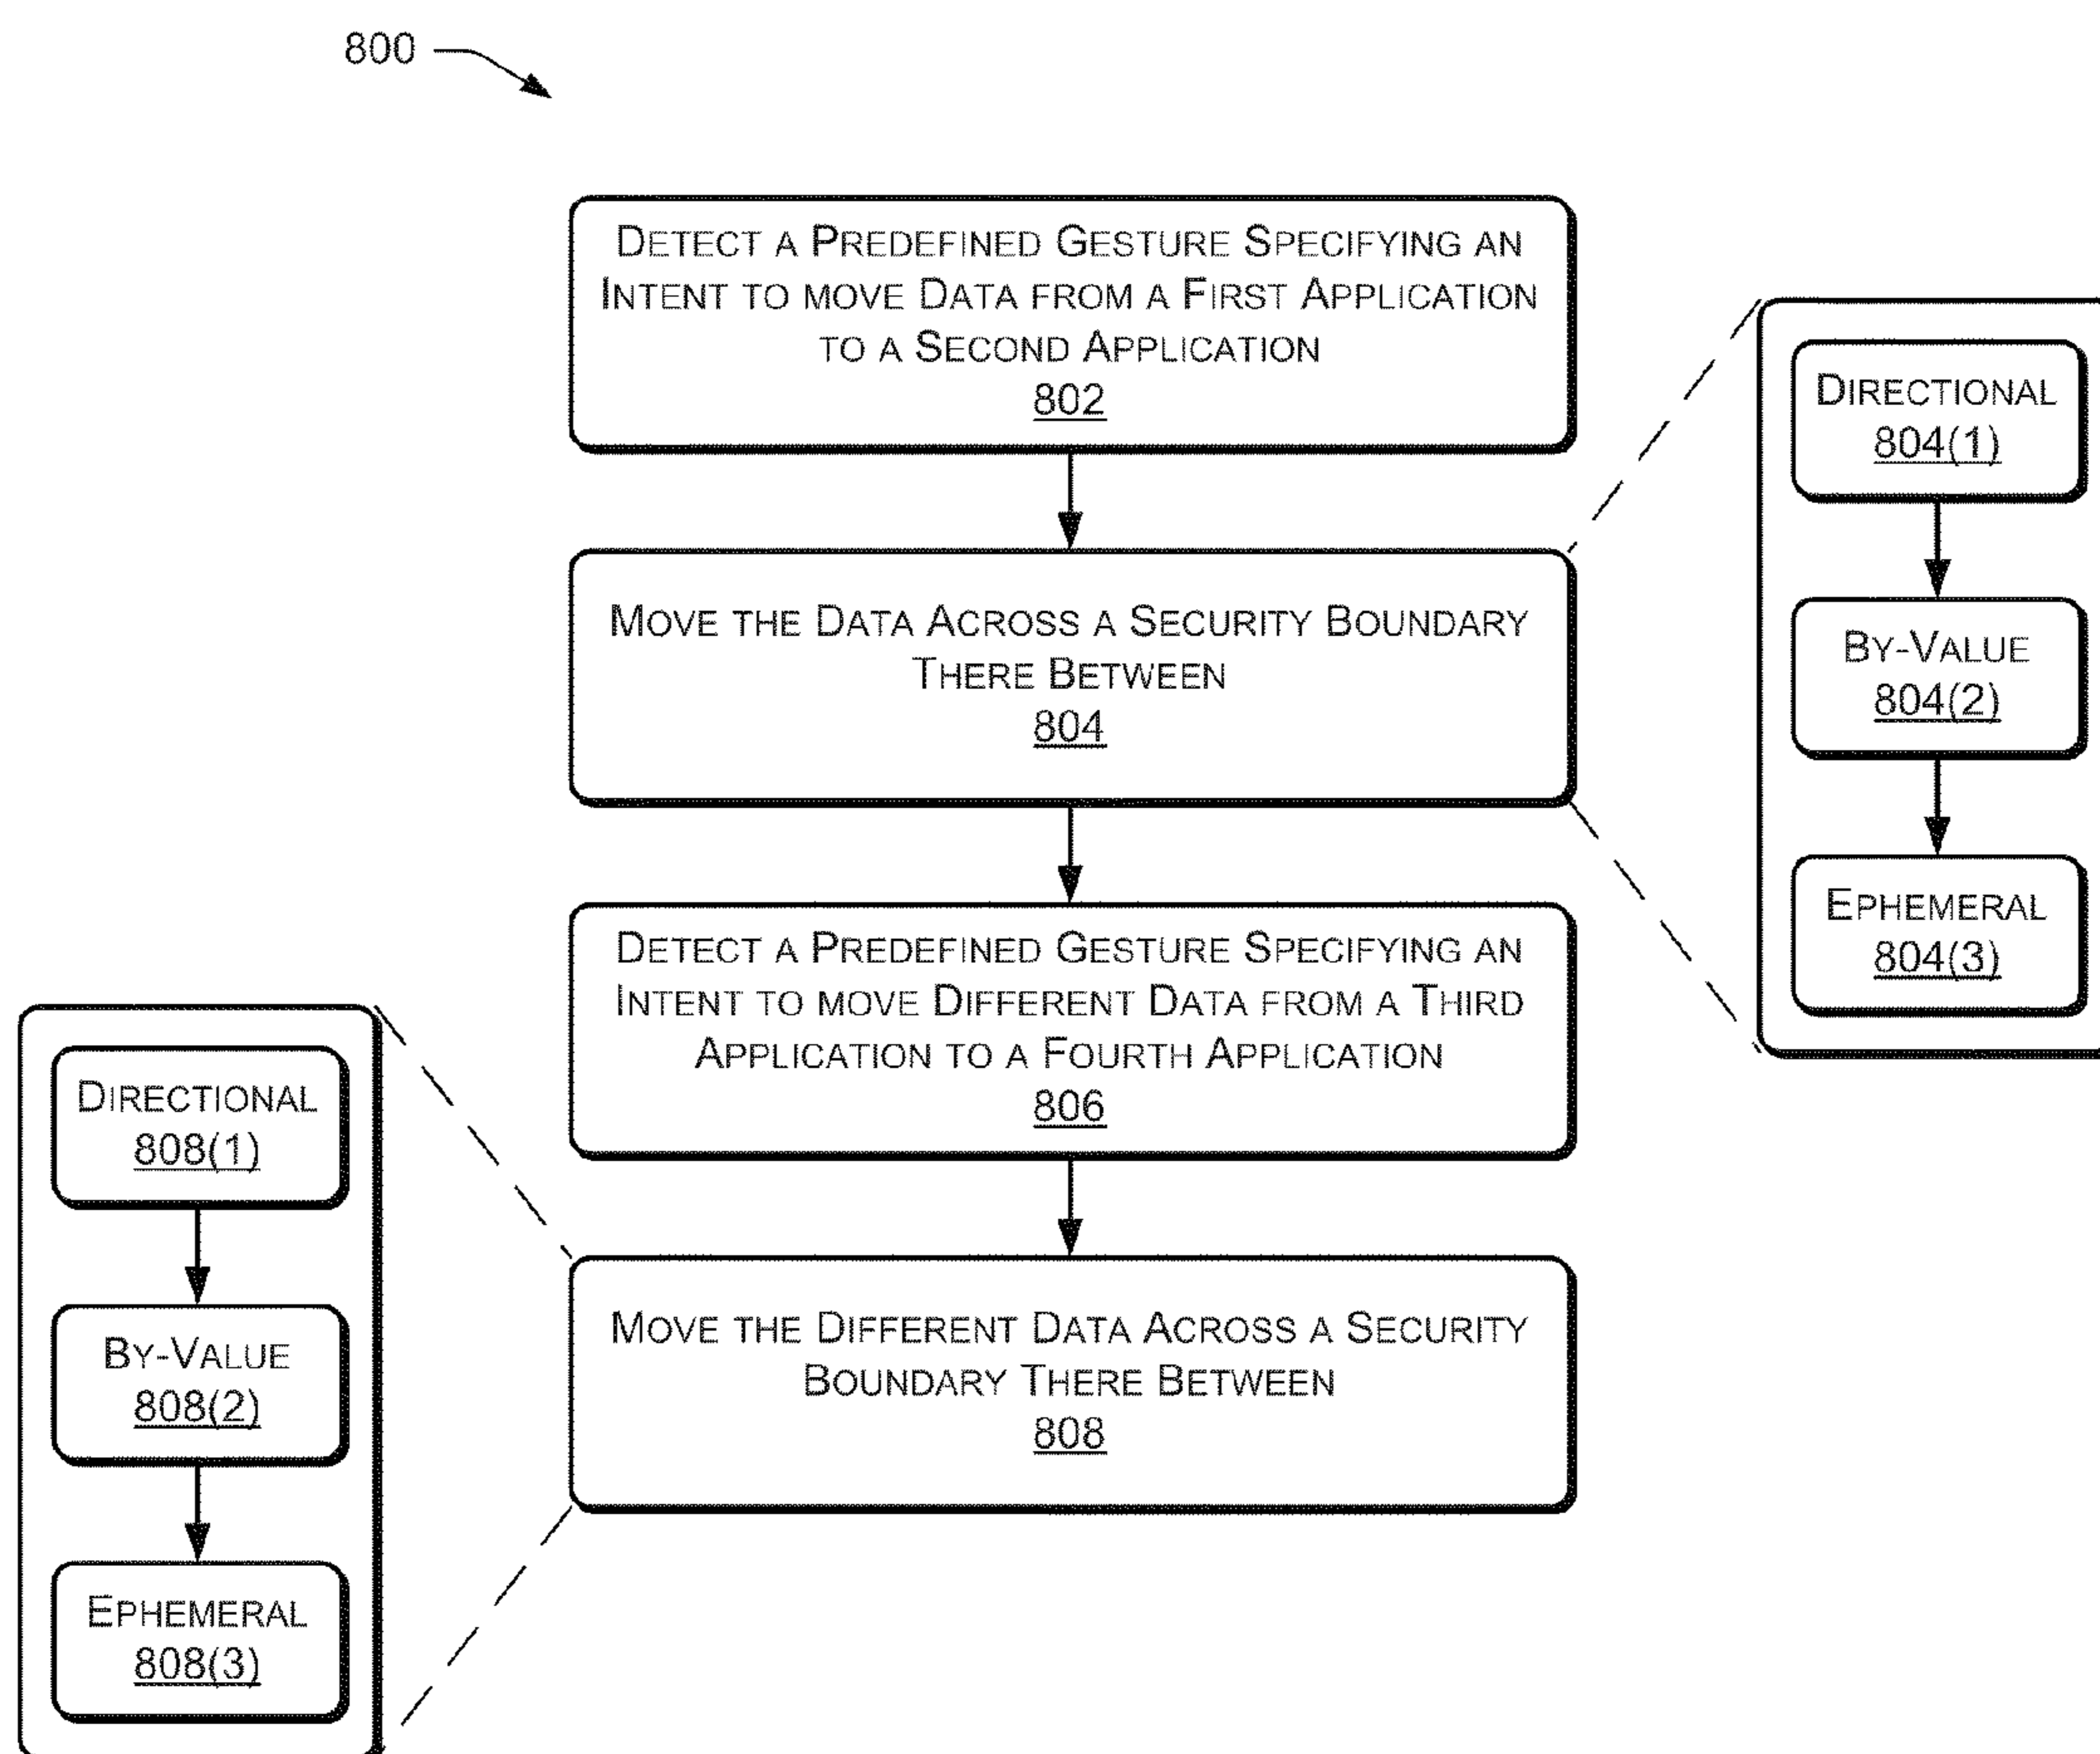 800
DETECT A PREDEFINED GESTURE SPECIFYING AN
INTENT TO MOVE DATA FROM A FIRST APPLICATION
TO A SECOND APPLICATION
802
MOVE THE DATA ACROSS A SECURITY BOUNDARY
THERE BETWEEN
804
DIRECTIONAL
804(1)
BY-VALUE
804(2)
EPHEMERAL
804(3)
DETECT A PREDEFINED GESTURE SPECIFYING AN
INTENT TO MOVE DIFFERENT DATA FROM A THIRD
APPLICATION TO A FOURTH APPLICATION
806
MOVE THE DIFFERENT DATA ACROSS A SECURITY
BOUNDARY THERE BETWEEN
808
DIRECTIONAL
808(1)
BY-VALUE
808(2)
EPHEMERAL
808(3)